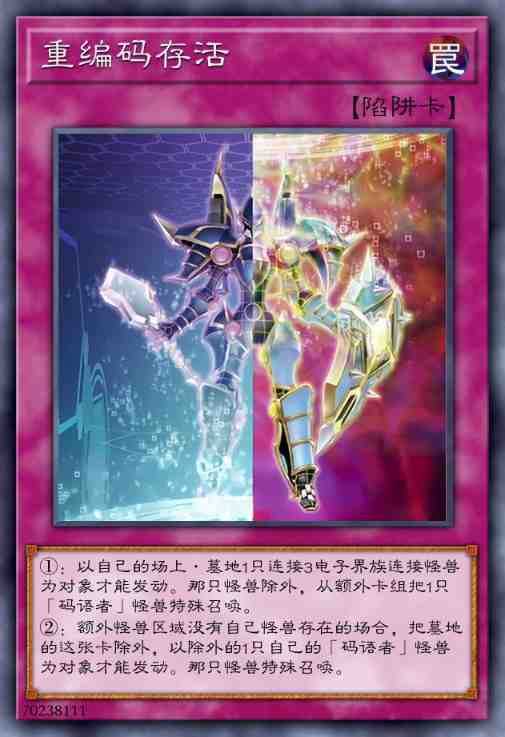 重编码存活
罠
【陷阱卡】
①：以自己的场上·墓地1只连接3电子界族连接怪兽
为对象才能发动。那只怪兽除外，从额外卡组把1只
「码语者」怪兽特殊召唤。
②：额外怪兽区域没有自己怪兽存在的场合，把墓地
的这张卡除外，以除外的1只自己的「码语者」怪兽
为对象才能发动。那只怪兽特殊召唤。
70238111